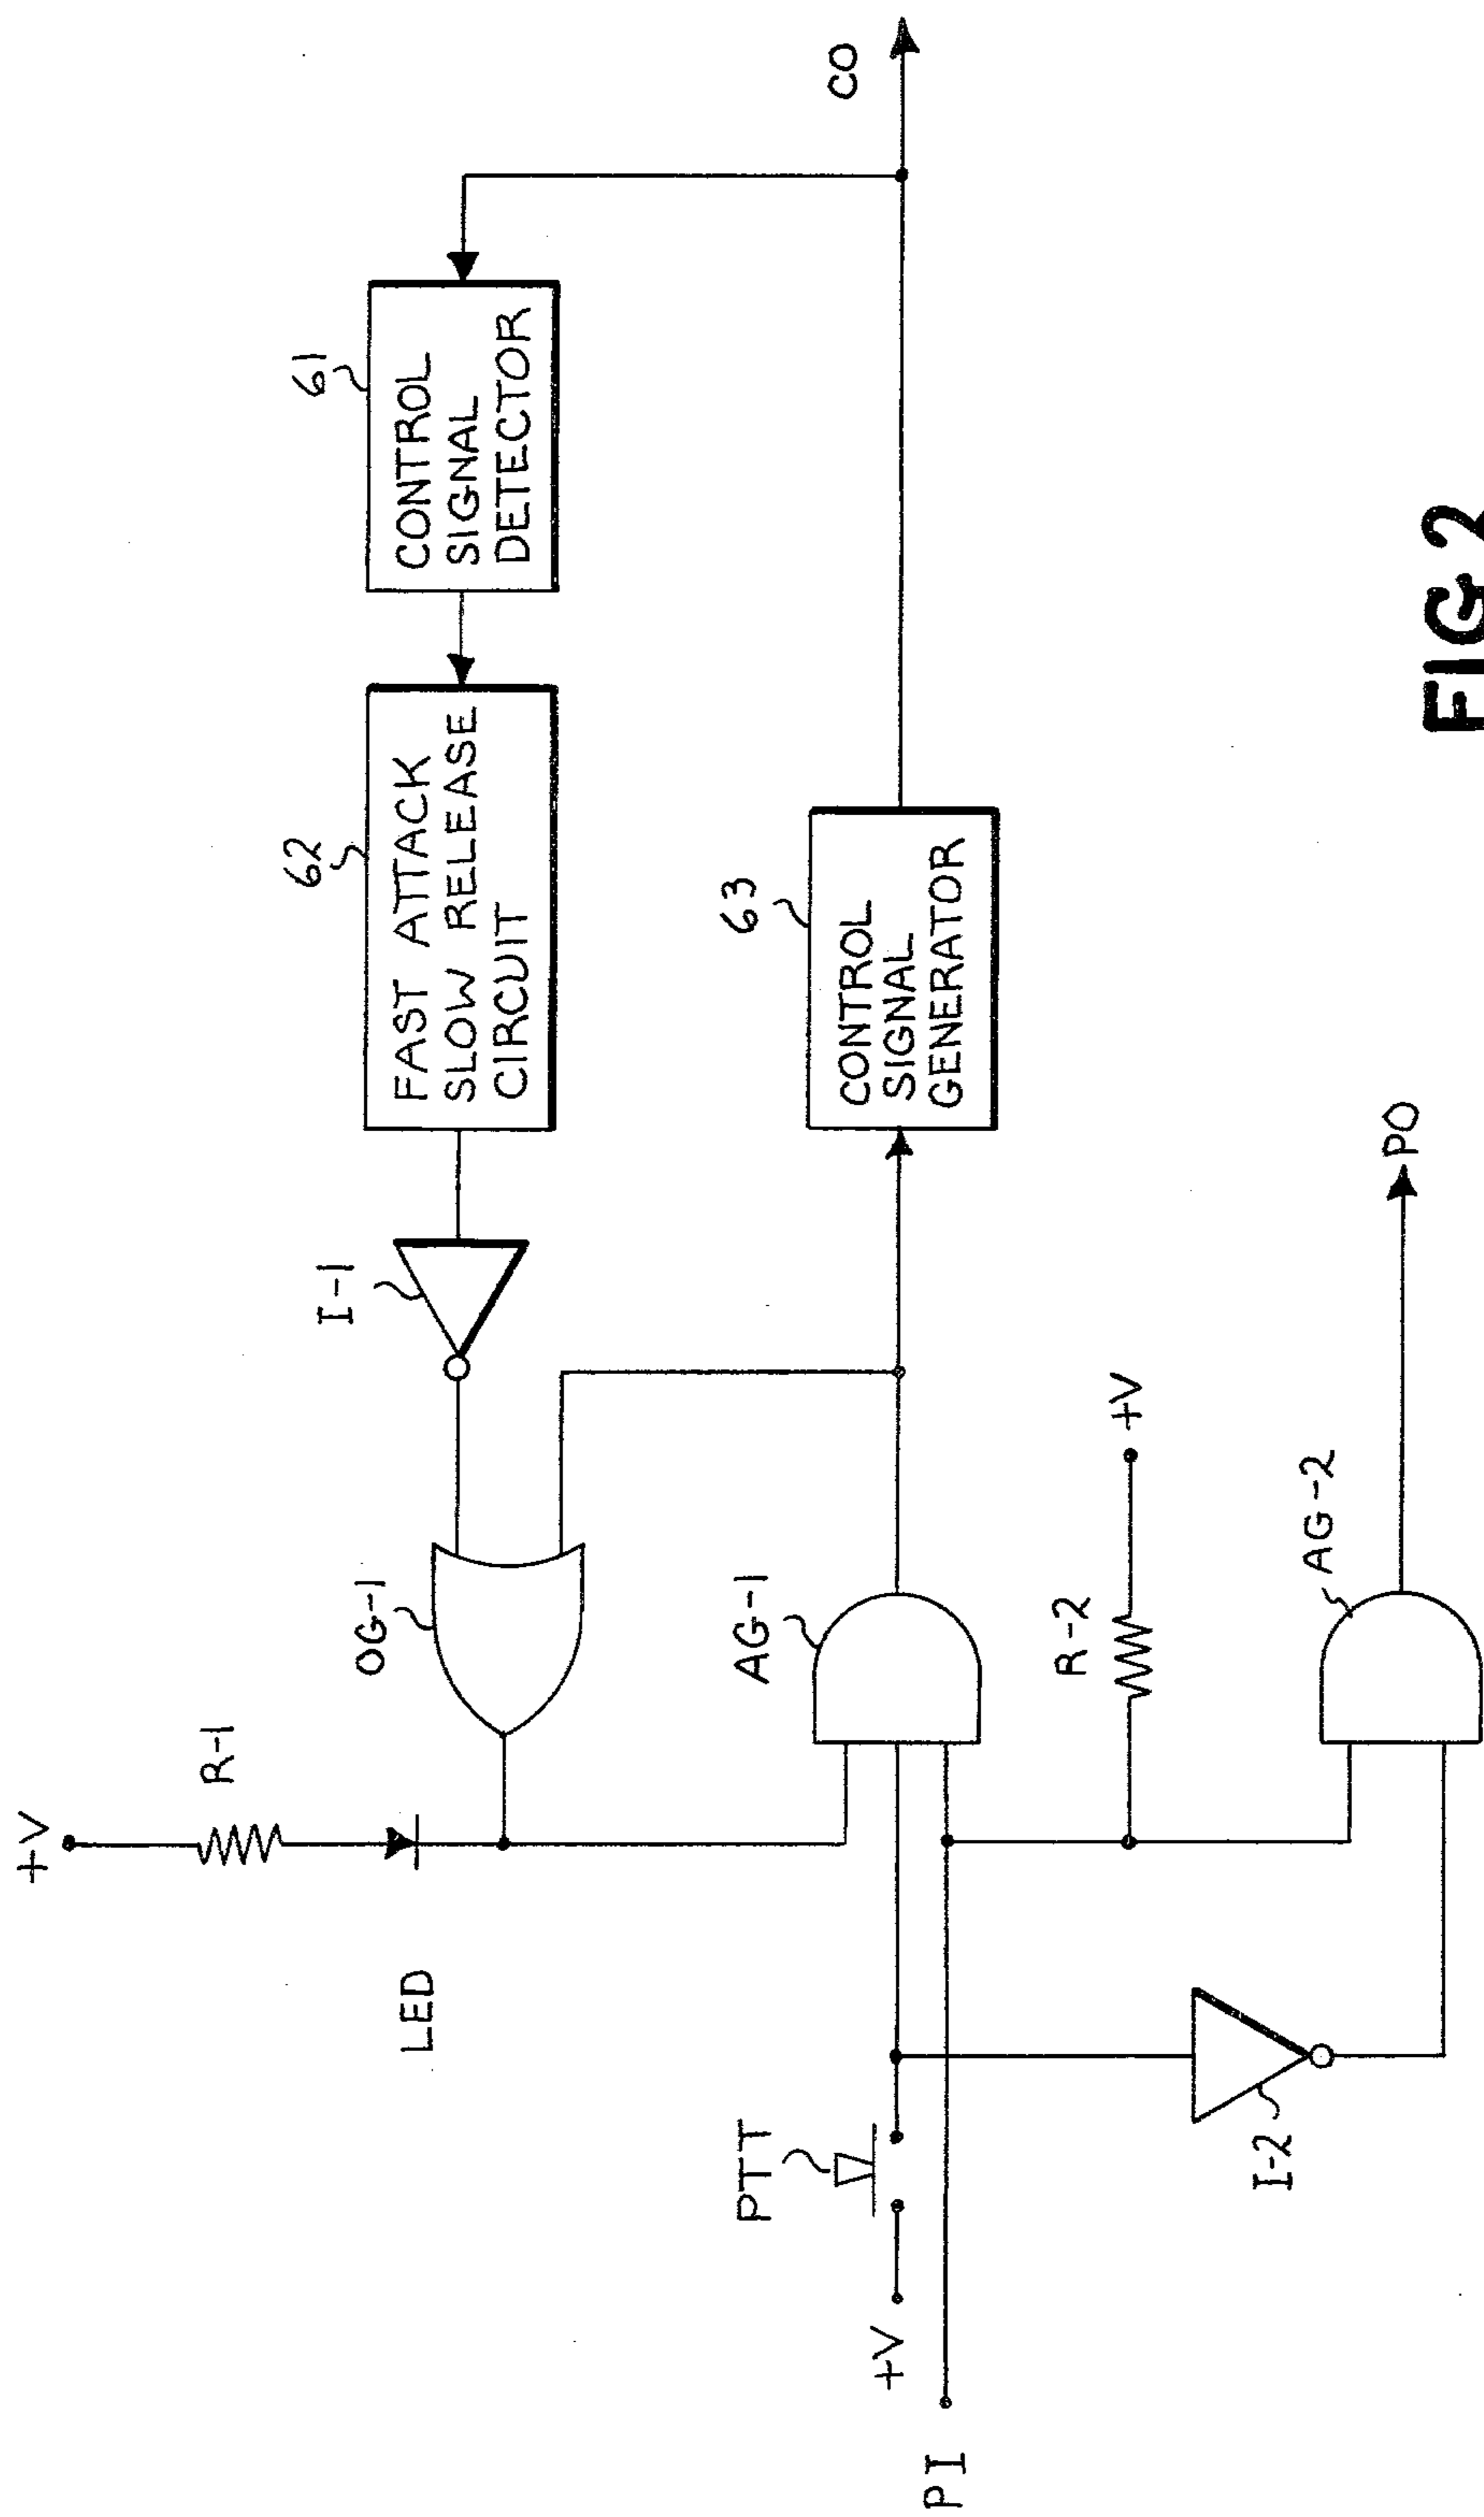 +V
R-1
LED
OG-1
I-1
62
FAST ATTACK
SLOW RELEASE
CIRCUIT
61
CONTROL
SIGNAL
DETECTOR
CO
PTT
+V
PI
AG-1
63
CONTROL
SIGNAL
GENERATOR
R-2
+V
I-2
AG-2
PO
FIG 2